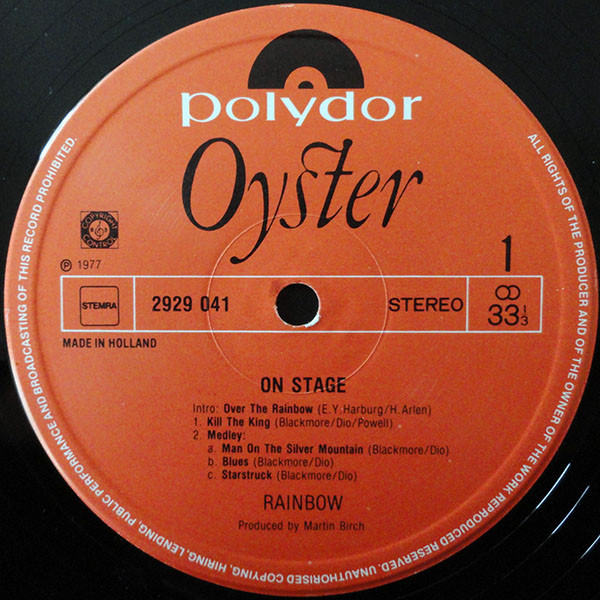 polydor
Oyster
COPYRIGHT CONTROL
℗ 1977
1
STEMRA
2929 041
STEREO
33 1/3
MADE IN HOLLAND
ON STAGE
Intro: Over The Rainbow (E.Y. Harburg/H. Arlen)
1. Kill The King (Blackmore/Dio/Powell)
2. Medley:
a. Man On The Silver Mountain (Blackmore/Dio)
b. Blues (Blackmore/Dio)
c. Starstruck (Blackmore/Dio)
RAINBOW
Produced by Martin Birch
ALL RIGHTS OF THE PRODUCER AND OF THE OWNER OF THE WORK REPRODUCED RESERVED. UNAUTHORISED COPYING, HIRING, LENDING, PUBLIC PERFORMANCE AND BROADCASTING OF THIS RECORD PROHIBITED.